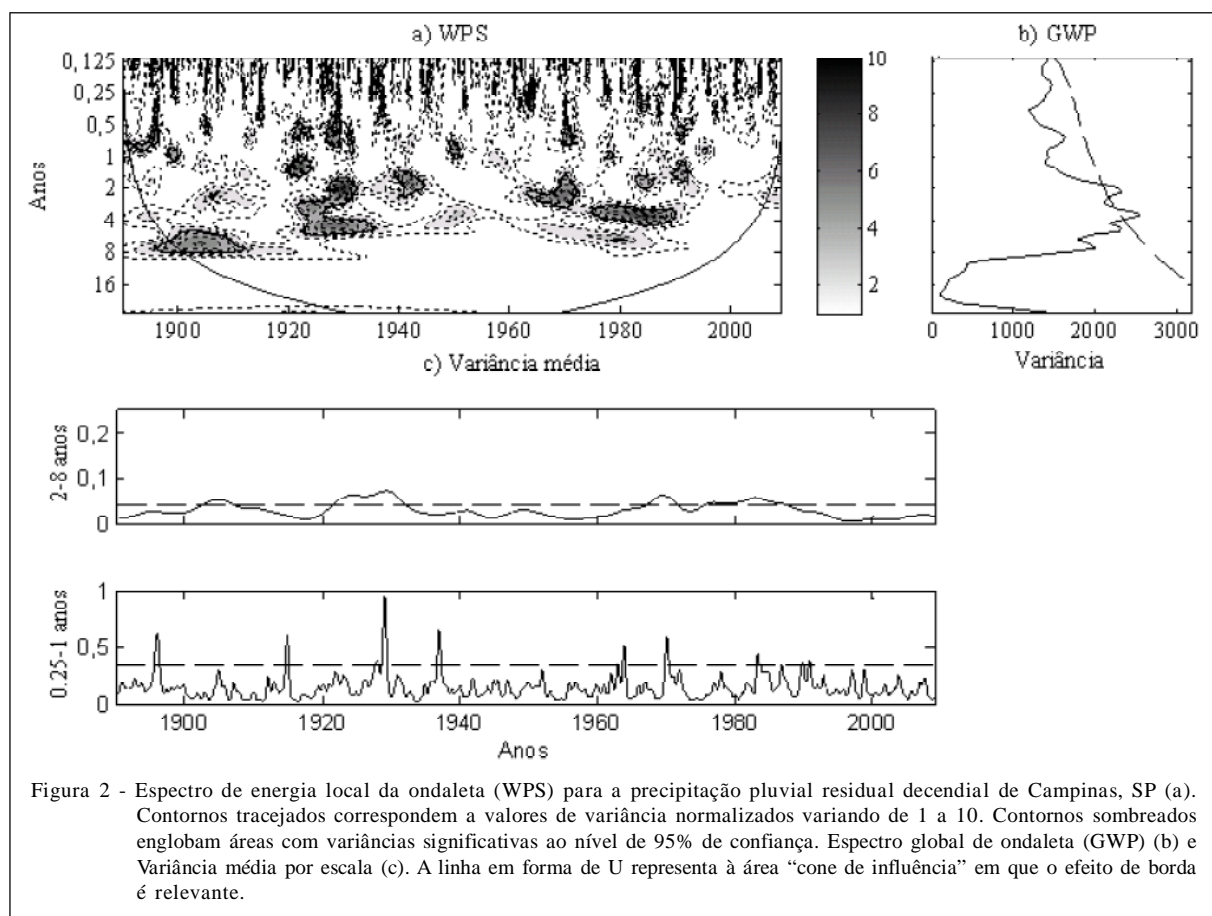 a) WPS
b) GWP
0,125
0,25
0,5
1
2
4
8
16
Anos
1900
1920
1940
1960
1980
2000
10
8
6
4
2
0
1000
2000
3000
Variância
c) Variância média
2-8 anos
0,2
0,1
0
0.25-1 anos
1
0,5
0
1900
1920
1940
1960
1980
2000
Anos
Figura 2 - Espectro de energia local da ondaleta (WPS) para a precipitação pluvial residual decendial de Campinas, SP (a).
Contornos tracejados correspondem a valores de variância normalizados variando de 1 a 10. Contornos sombreados
englobam áreas com variâncias significativas ao nível de 95% de confiança. Espectro global de ondaleta (GWP) (b) e
Variância média por escala (c). A linha em forma de U representa à área “cone de influência” em que o efeito de borda
é relevante.